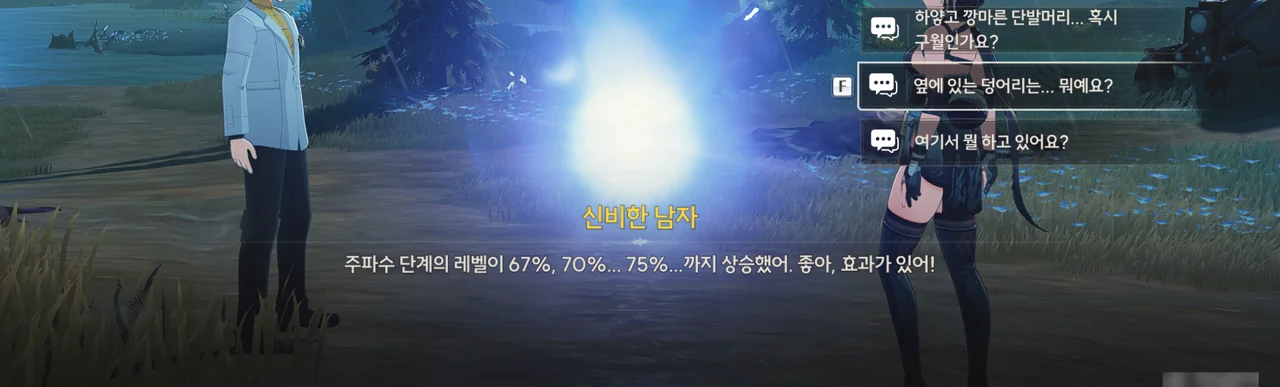 하얗고 깡마른 단발머리... 혹시
구월인가요?
F
옆에 있는 덩어리는... 뭐예요?
여기서 뭘 하고 있어요?
신비한 남자
주파수 단계의 레벨이 67%, 70%... 75%...까지 상승했어. 좋아, 효과가 있어!